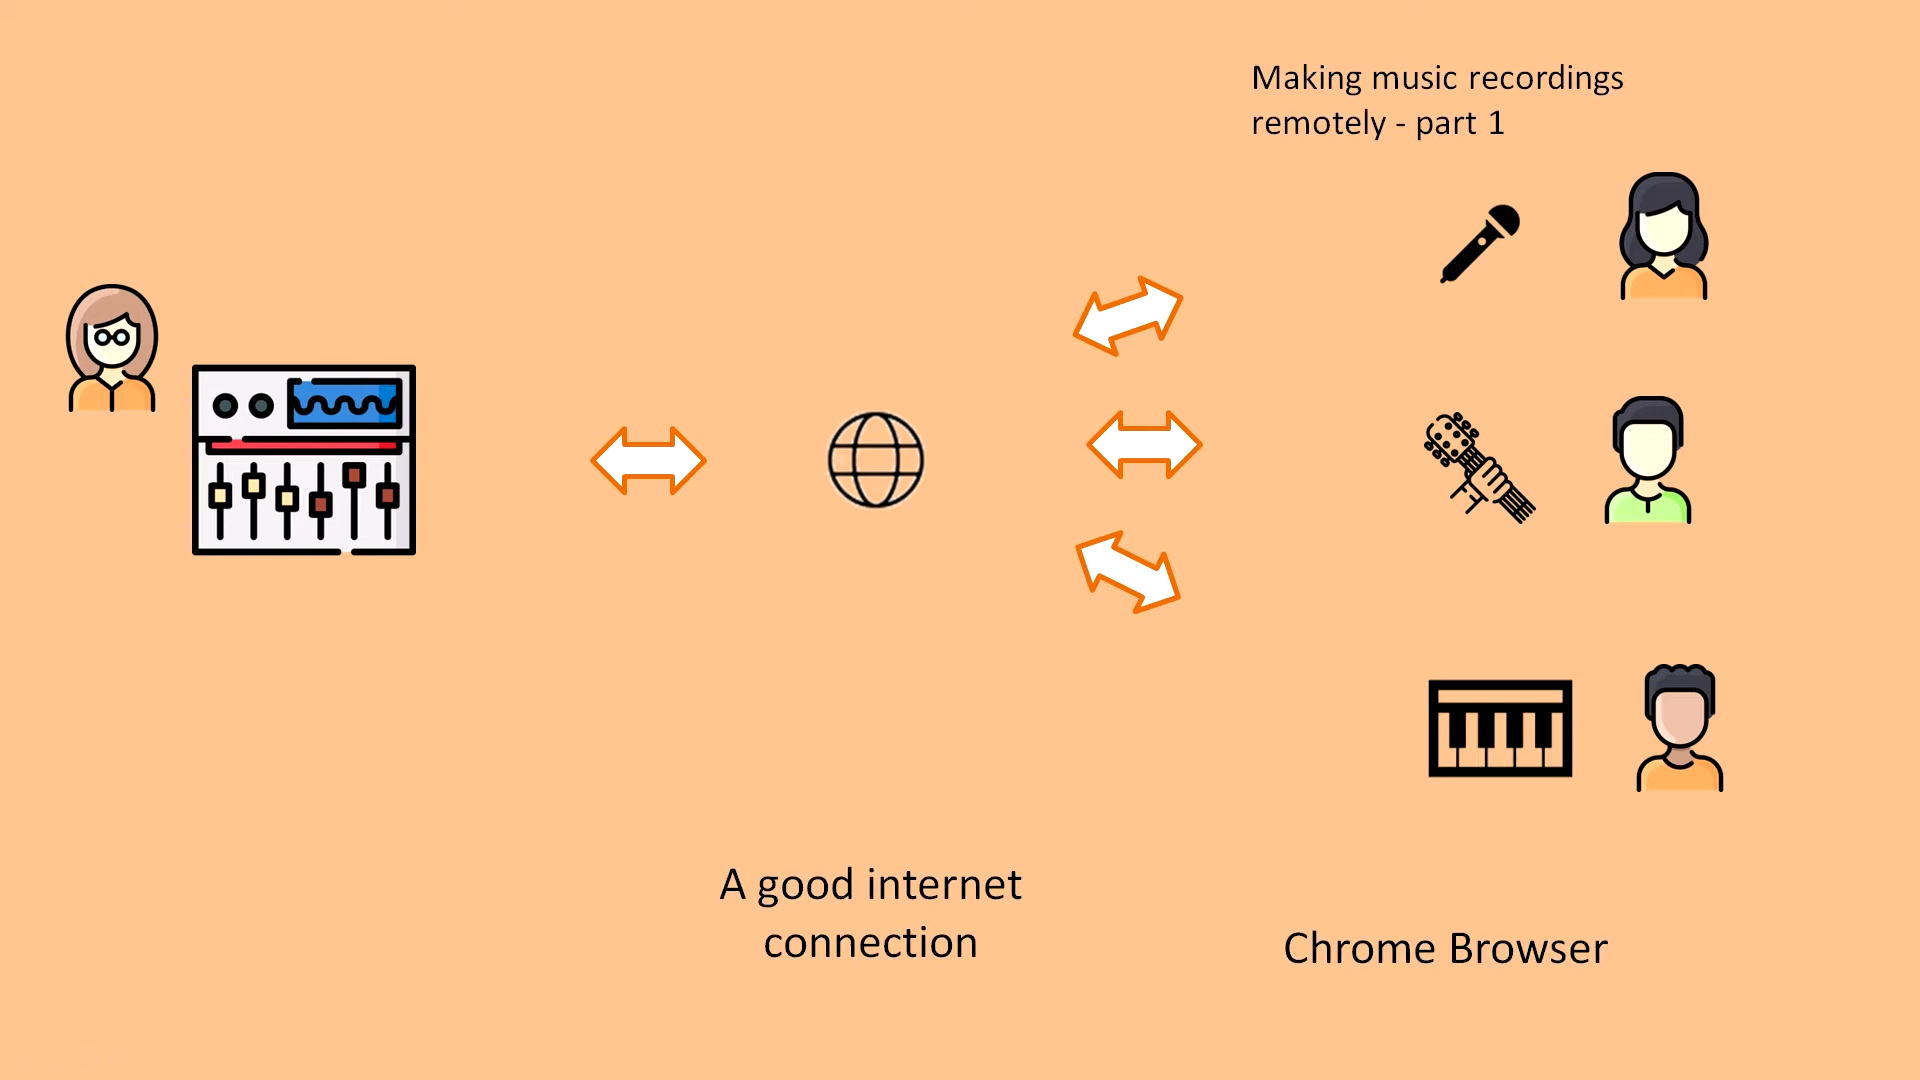 Making music recordings
remotely - part 1
A good internet
connection
Chrome Browser